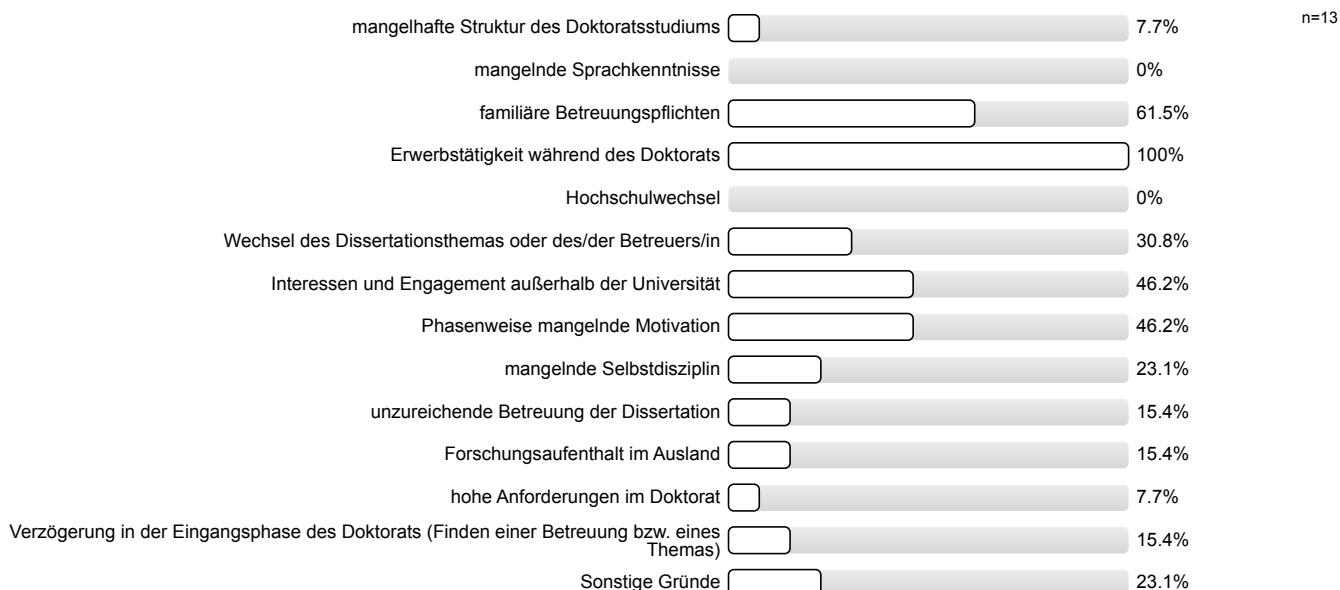 mangelhafte Struktur des Doktoratsstudiums 7.7% n=13
mangelnde Sprachkenntnisse 0%
familiäre Betreuungspflichten 61.5%
Erwerbstätigkeit während des Doktorats 100%
Hochschulwechsel 0%
Wechsel des Dissertationsthemas oder des/der Betreuers/in 30.8%
Interessen und Engagement außerhalb der Universität 46.2%
Phasenweise mangelnde Motivation 46.2%
mangelnde Selbstdisziplin 23.1%
unzureichende Betreuung der Dissertation 15.4%
Forschungsaufenthalt im Ausland 15.4%
hohe Anforderungen im Doktorat 7.7%
Verzögerung in der Eingangsphase des Doktorats (Finden einer Betreuung bzw. eines
Themas) 15.4%
Sonstige Gründe 23.1%